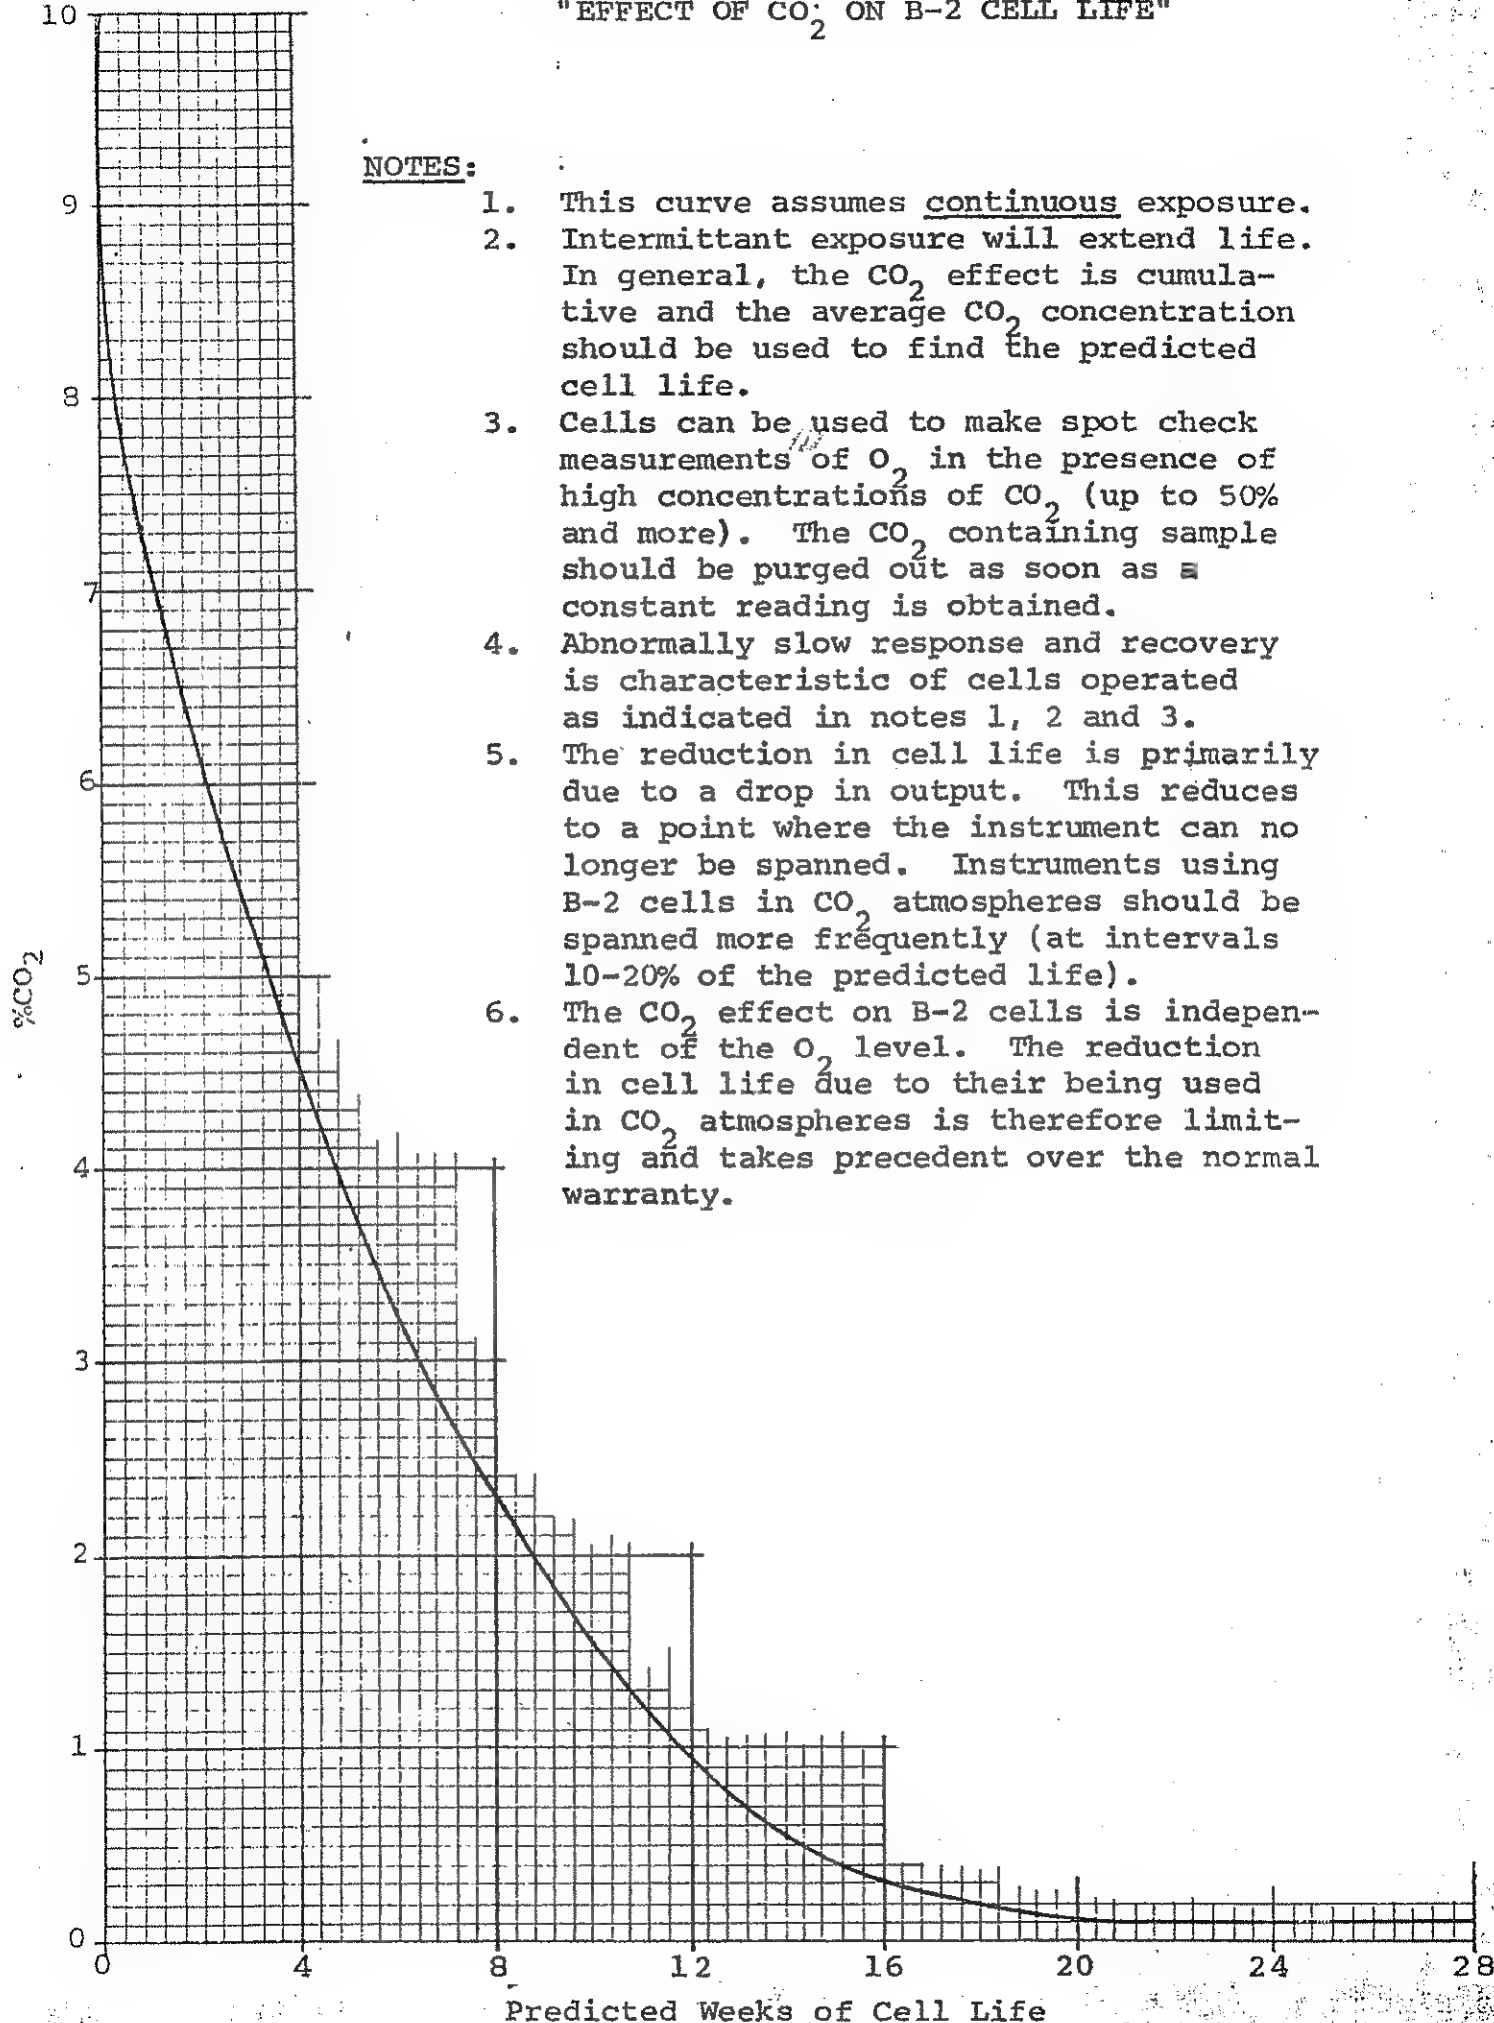 "EFFECT OF CO2 ON B-2 CELL LIFE"
NOTES:
1. This curve assumes continuous exposure.
2. Intermittant exposure will extend life.
In general, the CO2 effect is cumula-
tive and the average CO2 concentration
should be used to find the predicted
cell life.
3. Cells can be used to make spot check
measurements of O2 in the presence of
high concentrations of CO2 (up to 50%
and more). The CO2 containing sample
should be purged out as soon as a
constant reading is obtained.
4. Abnormally slow response and recovery
is characteristic of cells operated
as indicated in notes 1, 2 and 3.
5. The reduction in cell life is primarily
due to a drop in output. This reduces
to a point where the instrument can no
longer be spanned. Instruments using
B-2 cells in CO2 atmospheres should be
spanned more frequently (at intervals
10-20% of the predicted life).
6. The CO2 effect on B-2 cells is indepen-
dent of the O2 level. The reduction
in cell life due to their being used
in CO2 atmospheres is therefore limit-
ing and takes precedent over the normal
warranty.
%CO2
10
9
8
7
6
5
4
3
2
1
0
0 4 8 12 16 20 24 28
Predicted Weeks of Cell Life